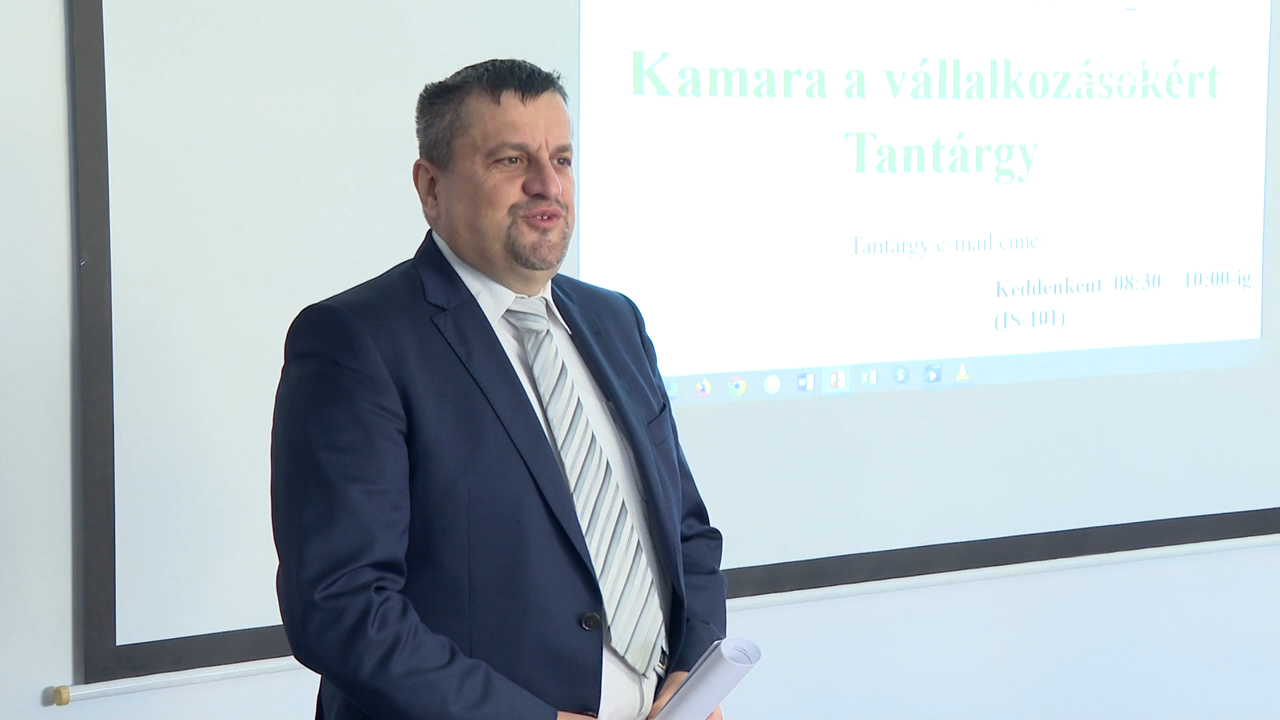 Kamara a vállalkozásokért
Tantárgy
Tantárgy e-mail címe
Keddenként 08:30 10:00-ig
(IS 101)